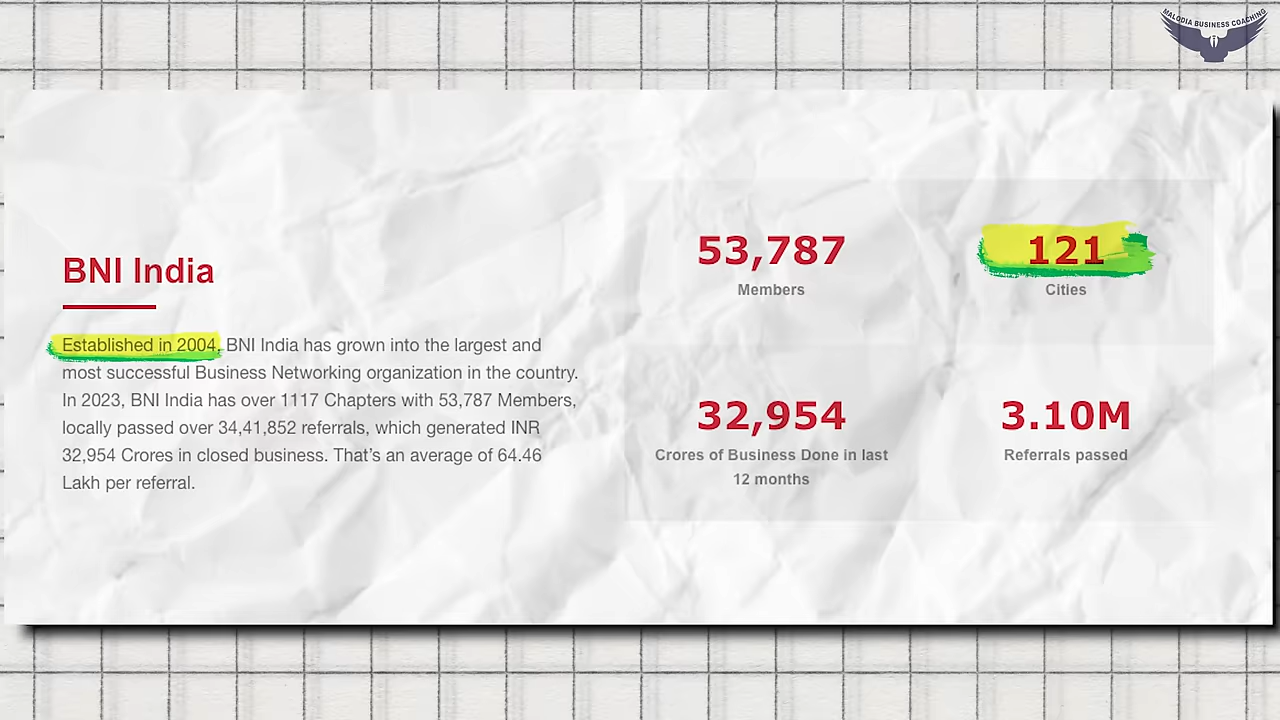 MALODIA BUSINESS COACHING
BNI India
Established in 2004, BNI India has grown into the largest and
most successful Business Networking organization in the country.
In 2023, BNI India has over 1117 Chapters with 53,787 Members,
locally passed over 34,41,852 referrals, which generated INR
32,954 Crores in closed business. That's an average of 64.46
Lakh per referral.
53,787
Members
121
Cities
32,954
Crores of Business Done in last
12 months
3.10M
Referrals passed